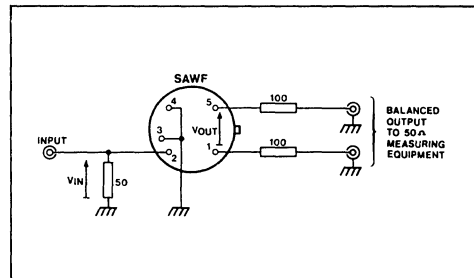 SAWF
4
5
100
3
VOUT
INPUT
2
1
100
VIN
50
BALANCED
OUTPUT
TO 50Ω
MEASURING
EQUIPMENT